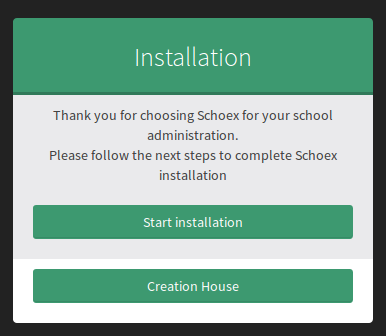 Installation
Thank you for choosing Schoex for your school
administration.
Please follow the next steps to complete Schoex
installation
Start installation
Creation House